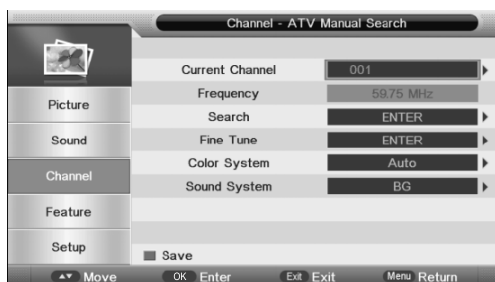 Channel - ATV Manual Search
Current Channel 001
Frequency 59.75 MHz
Search ENTER
Fine Tune ENTER
Color System Auto
Sound System BG
Picture
Sound
Channel
Feature
Setup
Save
Move OK Enter Exit Exit Menu Return